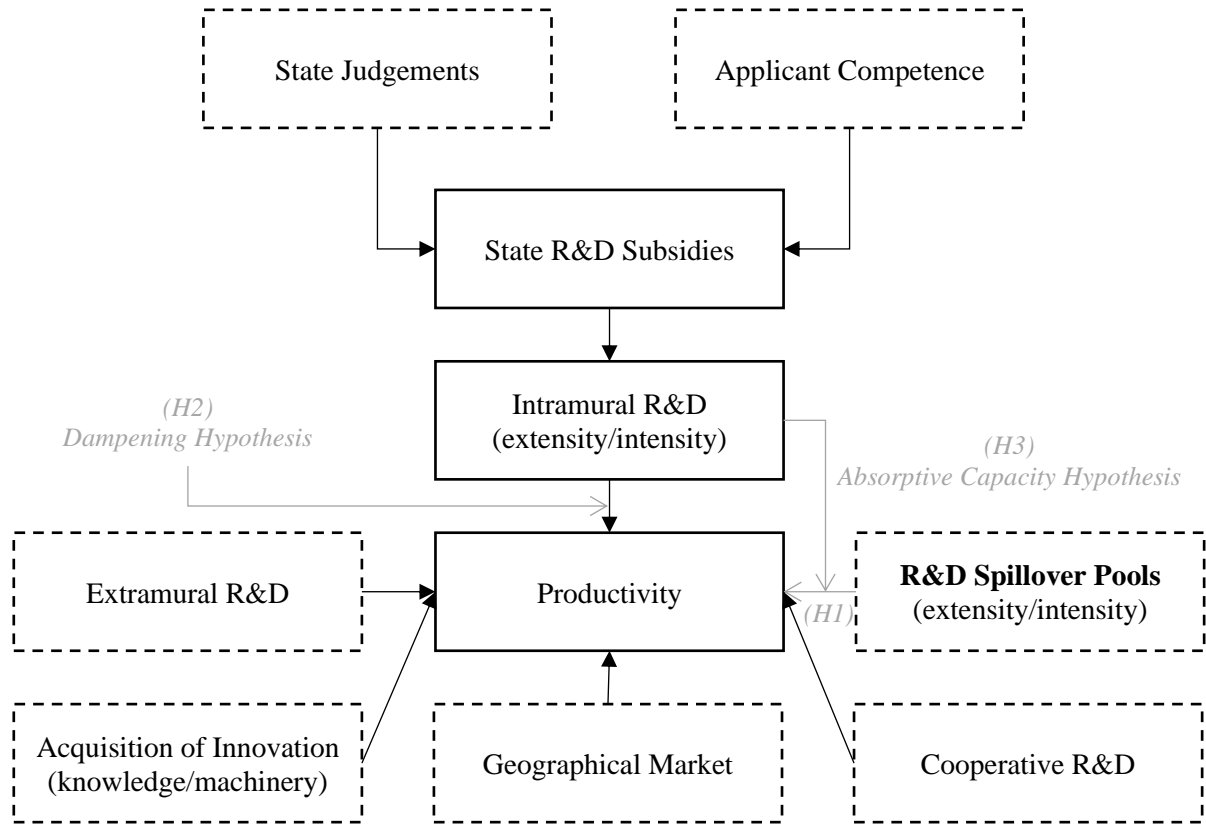 State Judgements
Applicant Competence
State R&D Subsidies
Intramural R&D
(extensity/intensity)
(H2)
Dampening Hypothesis
(H3)
Absorptive Capacity Hypothesis
Extramural R&D
Productivity
(H1)
R&D Spillover Pools
(extensity/intensity)
Acquisition of Innovation
(knowledge/machinery)
Geographical Market
Cooperative R&D